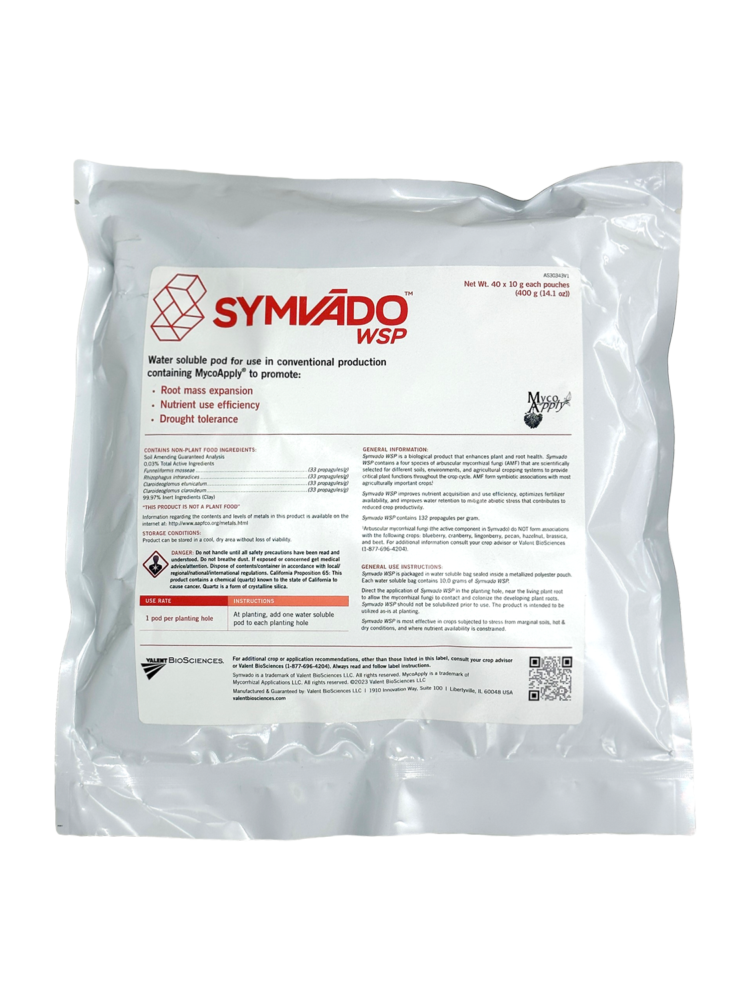 AS30343V1
Net Wt. 40 x 10 g each pouches
(400 g (14.1 oz))
SYMVĀDO™
WSP
Water soluble pod for use in conventional production
containing MycoApply® to promote:
• Root mass expansion
• Nutrient use efficiency
• Drought tolerance
Myco
Apply
CONTAINS NON-PLANT FOOD INGREDIENTS:
Soil Amending Guaranteed Analysis
0.03% Total Active Ingredients
Funneliformis mosseae (33 propagules/g)
Rhizophagus intraradices (33 propagules/g)
Claroideoglomus etunicatum (33 propagules/g)
Claroideoglomus claroideum (33 propagules/g)
99.97% Inert Ingredients (Clay)
"THIS PRODUCT IS NOT A PLANT FOOD"
Information regarding the contents and levels of metals in this product is available on the
internet at: http://www.aapfco.org/metals.html
STORAGE CONDITIONS:
Product can be stored in a cool, dry area without loss of viability.
DANGER: Do not handle until all safety precautions have been read and
understood. Do not breathe dust. If exposed or concerned get medical
advice/attention. Dispose of contents/container in accordance with local/
regional/national/international regulations. California Proposition 65: This
product contains a chemical (quartz) known to the state of California to
cause cancer. Quartz is a form of crystalline silica.
USE RATE INSTRUCTIONS
1 pod per planting hole
At planting, add one water soluble
pod to each planting hole
GENERAL INFORMATION:
Symvado WSP is a biological product that enhances plant and root health. Symvado
WSP contains a four species of arbuscular mycorrhizal fungi (AMF) that are scientifically
selected for different soils, environments, and agricultural cropping systems to provide
critical plant functions throughout the crop cycle. AMF form symbiotic associations with most
agriculturally important crops¹
Symvado WSP improves nutrient acquisition and use efficiency, optimizes fertilizer
availability, and improves water retention to mitigate abiotic stress that contributes to
reduced crop productivity.
Symvado WSP contains 132 propagules per gram.
¹Arbuscular mycorrhizal fungi (the active component in Symvado) do NOT form associations
with the following crops: blueberry, cranberry, lingonberry, pecan, hazelnut, brassica,
and beet. For additional information consult your crop advisor or Valent BioSciences
(1-877-696-4204).
GENERAL USE INSTRUCTIONS:
Symvado WSP is packaged in water soluble bag sealed inside a metallized polyester pouch.
Each water soluble bag contains 10.0 grams of Symvado WSP.
Direct the application of Symvado WSP in the planting hole, near the living plant root
to allow the mycorrhizal fungi to contact and colonize the developing plant roots.
Symvado WSP should not be solubilized prior to use. The product is intended to be
utilized as-is at planting.
Symvado WSP is most effective in crops subjected to stress from marginal soils, hot &
dry conditions, and where nutrient availability is constrained.
VALENT BIOSCIENCES.
For additional crop or application recommendations, other than those listed in this label, consult your crop advisor
or Valent BioSciences (1-877-696-4204). Always read and follow label instructions.
Symvado is a trademark of Valent BioSciences LLC. All rights reserved. MycoApply is a trademark of
Mycorrhizal Applications LLC. All rights reserved. ©2023 Valent BioSciences LLC
Manufactured & Guaranteed by: Valent BioSciences LLC | 1910 Innovation Way, Suite 100 | Libertyville, IL 60048 USA
valentbiosciences.com